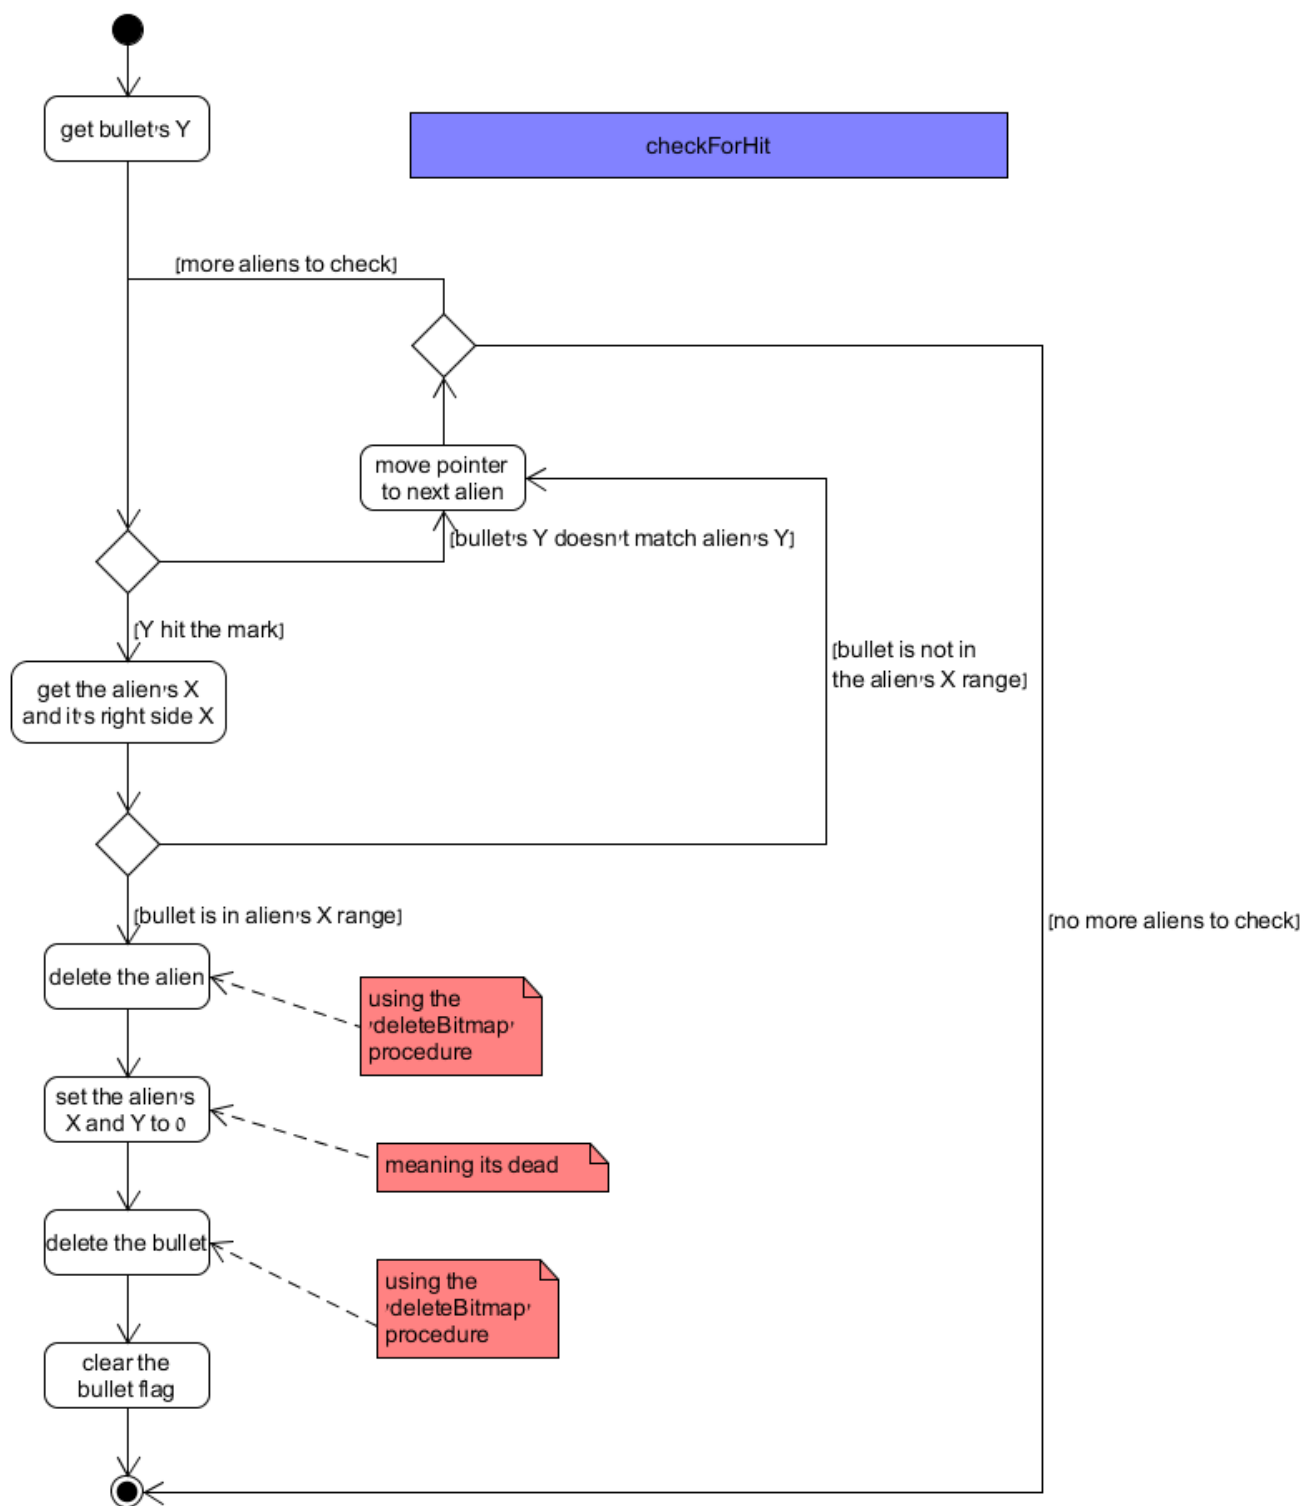 get bullet's Y
checkForHit
[more aliens to check]
move pointer
to next alien
[bullet's Y doesn't match alien's Y]
[Y hit the mark]
[bullet is not in
the alien's X range]
get the alien's X
and it's right side X
[bullet is in alien's X range]
[no more aliens to check]
delete the alien
using the
'deleteBitmap'
procedure
set the alien's
X and Y to 0
meaning its dead
delete the bullet
using the
'deleteBitmap'
procedure
clear the
bullet flag